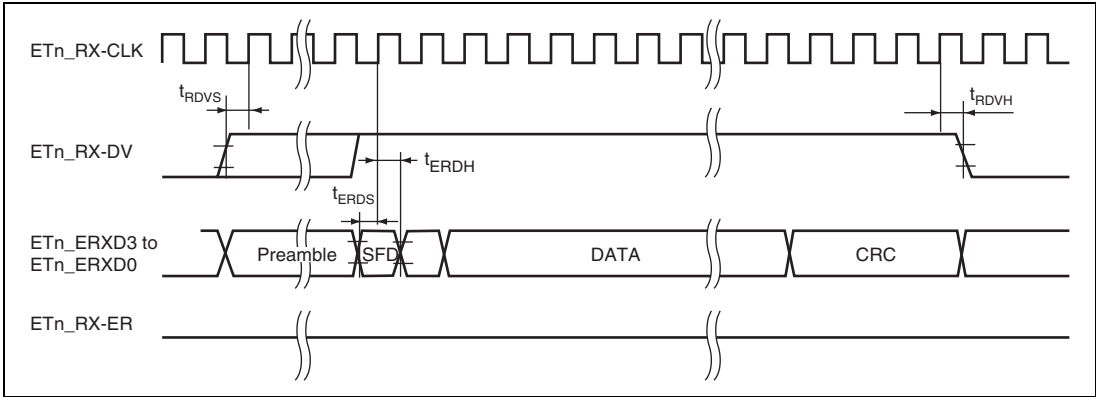 ETn_RX-CLK
tRDVS
tRDVH
ETn_RX-DV
tERDH
tERDS
ETn_ERXD3 to
ETn_ERXD0
Preamble
SFD
DATA
CRC
ETn_RX-ER